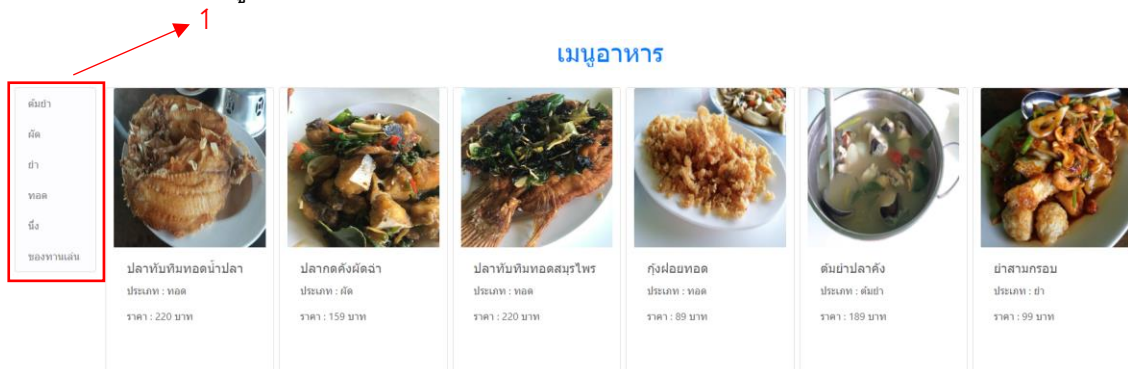 1
เมนูอาหาร
ต้มยำ
ผัด
ยำ
ทอด
นึ่ง
ของทานเล่น
ปลาทับทิมทอดน้ำปลา
ประเภท : ทอด
ราคา : 220 บาท
ปลากดคังผัดฉ่า
ประเภท : ผัด
ราคา : 159 บาท
ปลาทับทิมทอดสมุรไพร
ประเภท : ทอด
ราคา : 220 บาท
กุ้งฝอยทอด
ประเภท : ทอด
ราคา : 89 บาท
ต้มยำปลาคัง
ประเภท : ต้มยำ
ราคา : 189 บาท
ยำสามกรอบ
ประเภท : ยำ
ราคา : 99 บาท